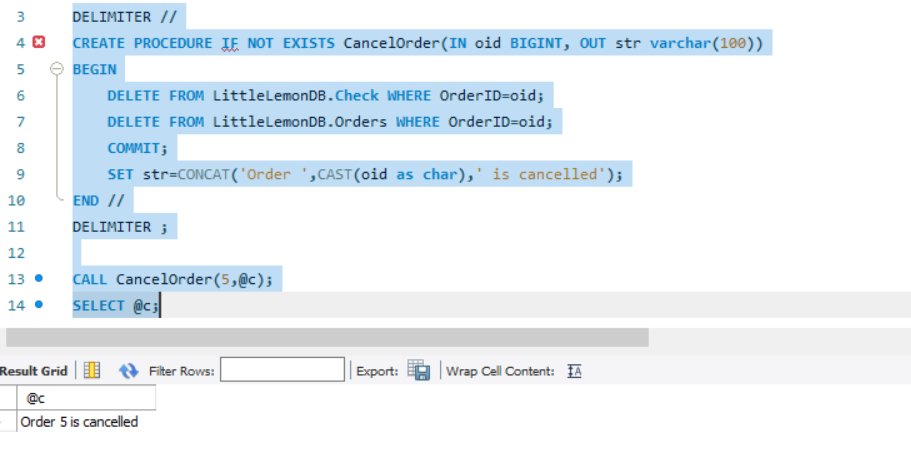 3 DELIMITER //
4 CREATE PROCEDURE IF NOT EXISTS CancelOrder(IN oid BIGINT, OUT str varchar(100))
5 BEGIN
6 DELETE FROM LittleLemonDB.Check WHERE OrderID=oid;
7 DELETE FROM LittleLemonDB.Orders WHERE OrderID=oid;
8 COMMIT;
9 SET str=CONCAT('Order ',CAST(oid as char),' is cancelled');
10 END //
11 DELIMITER ;
12
13 CALL CancelOrder(5,@c);
14 SELECT @c;
Result Grid Filter Rows: Export: Wrap Cell Content: IA
@c
Order 5 is cancelled